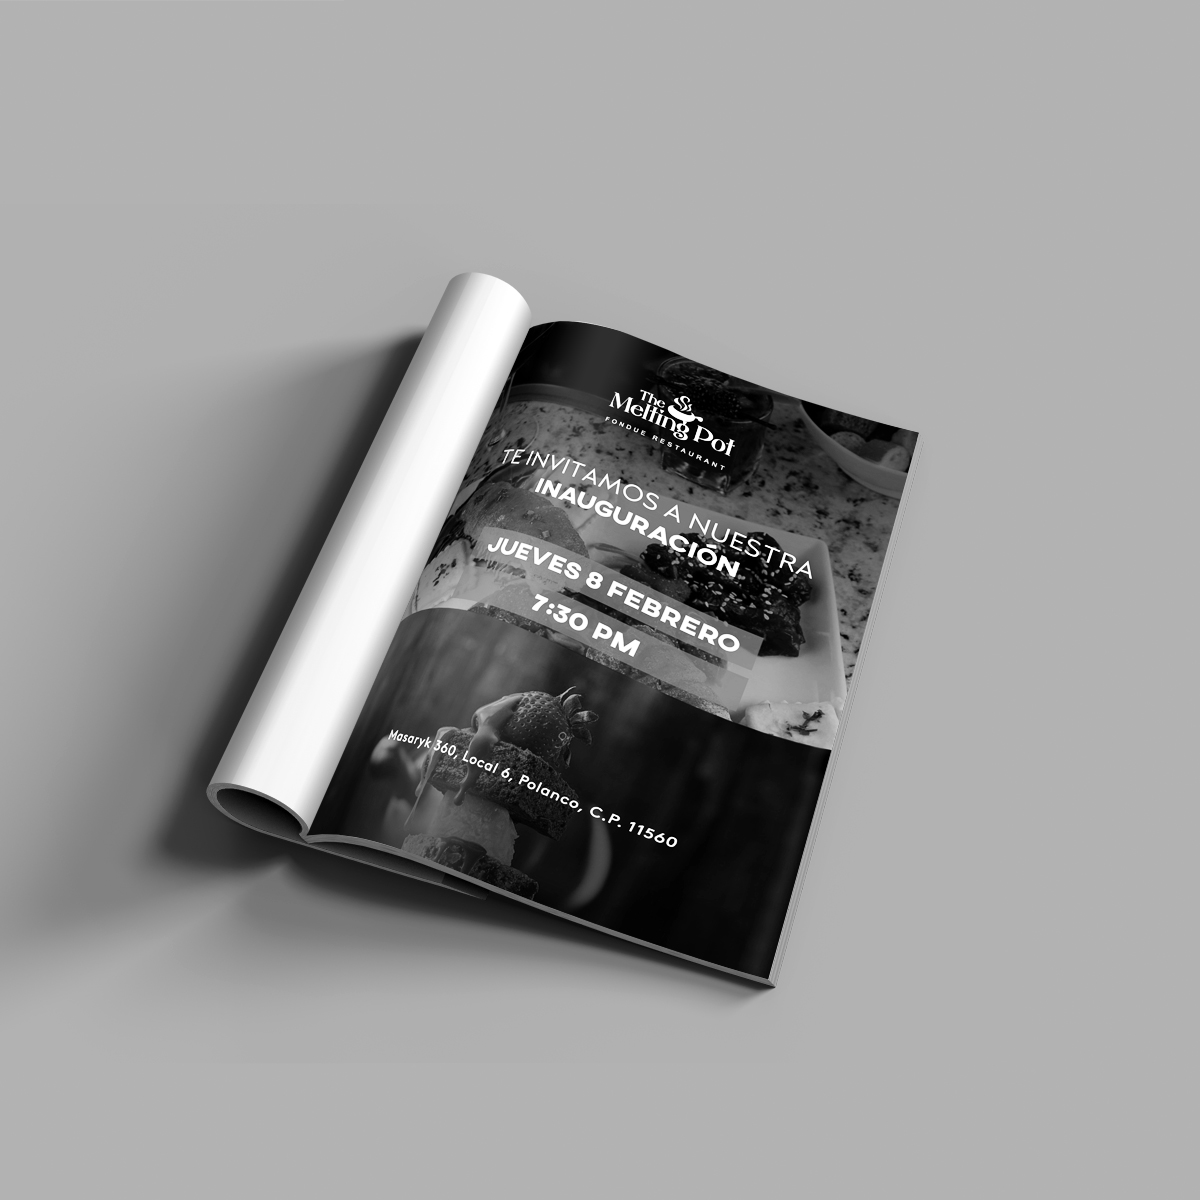 The
Melting Pot
FONDUE RESTAURANT
TE INVITAMOS A NUESTRA
INAUGURACIÓN
JUEVES 8 FEBRERO
7:30 PM
Masaryk 360, Local 6, Polanco, C.P. 11560